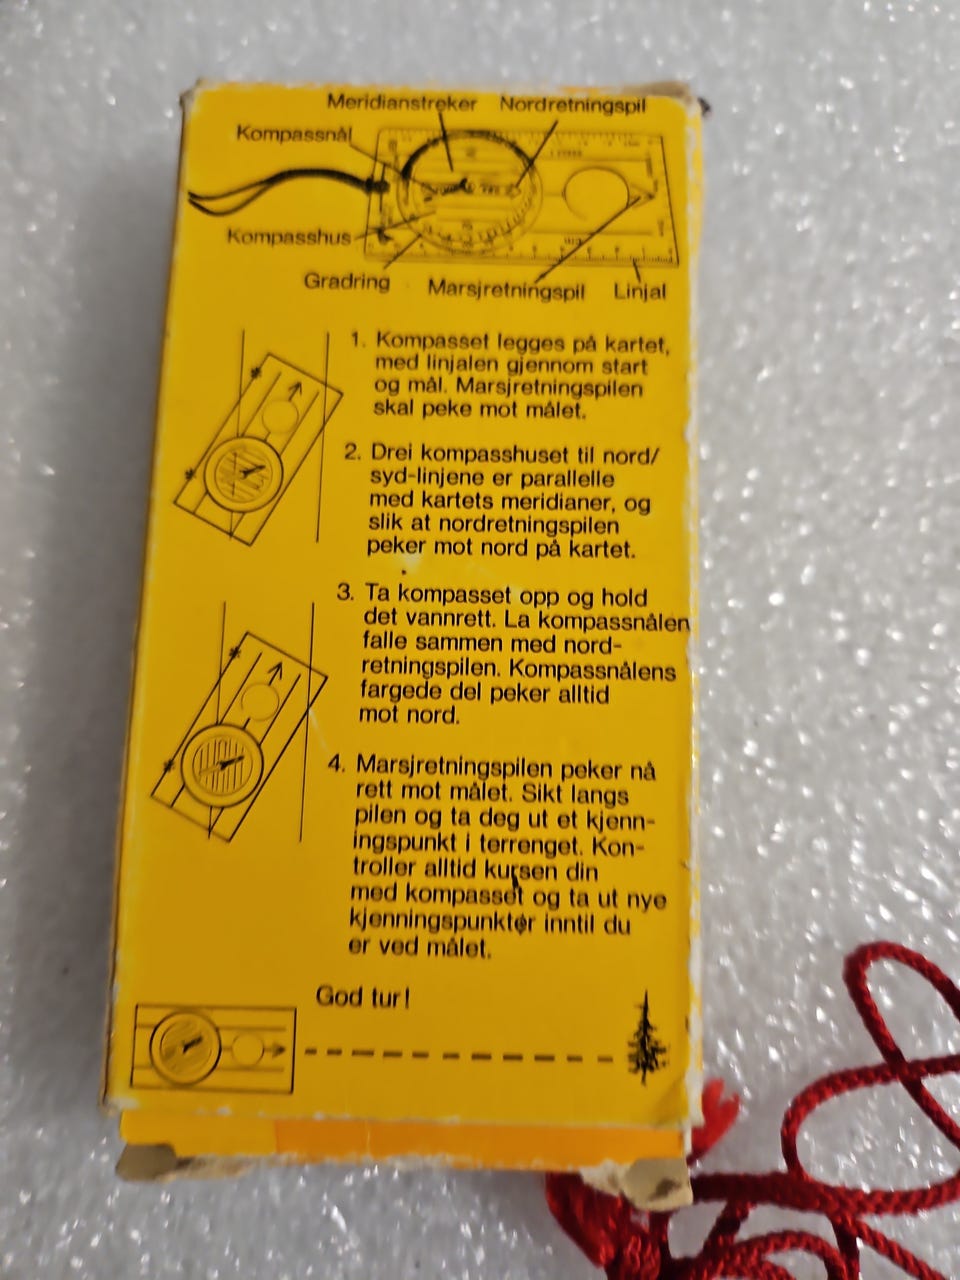 Meridianstreker Nordretningspil
Kompassnål
Kompasshus
Gradring Marsjretningspil Linjal
1. Kompasset legges på kartet,
med linjalen gjennom start
og mål. Marsjretningspilen
skal peke mot målet.
2. Drei kompasshuset til nord/
syd-linjene er parallelle
med kartets meridianer, og
slik at nordretningspilen
peker mot nord på kartet.
3. Ta kompasset opp og hold
det vannrett. La kompassnålen
falle sammen med nord-
retningspilen. Kompassnålens
fargede del peker alltid
mot nord.
4. Marsjretningspilen peker nå
rett mot målet. Sikt langs
pilen og ta deg ut et kjenn-
ingspunkt i terrenget. Kon-
troller alltid kursen din
med kompasset og ta ut nye
kjenningspunkter inntil du
er ved målet.
God tur!